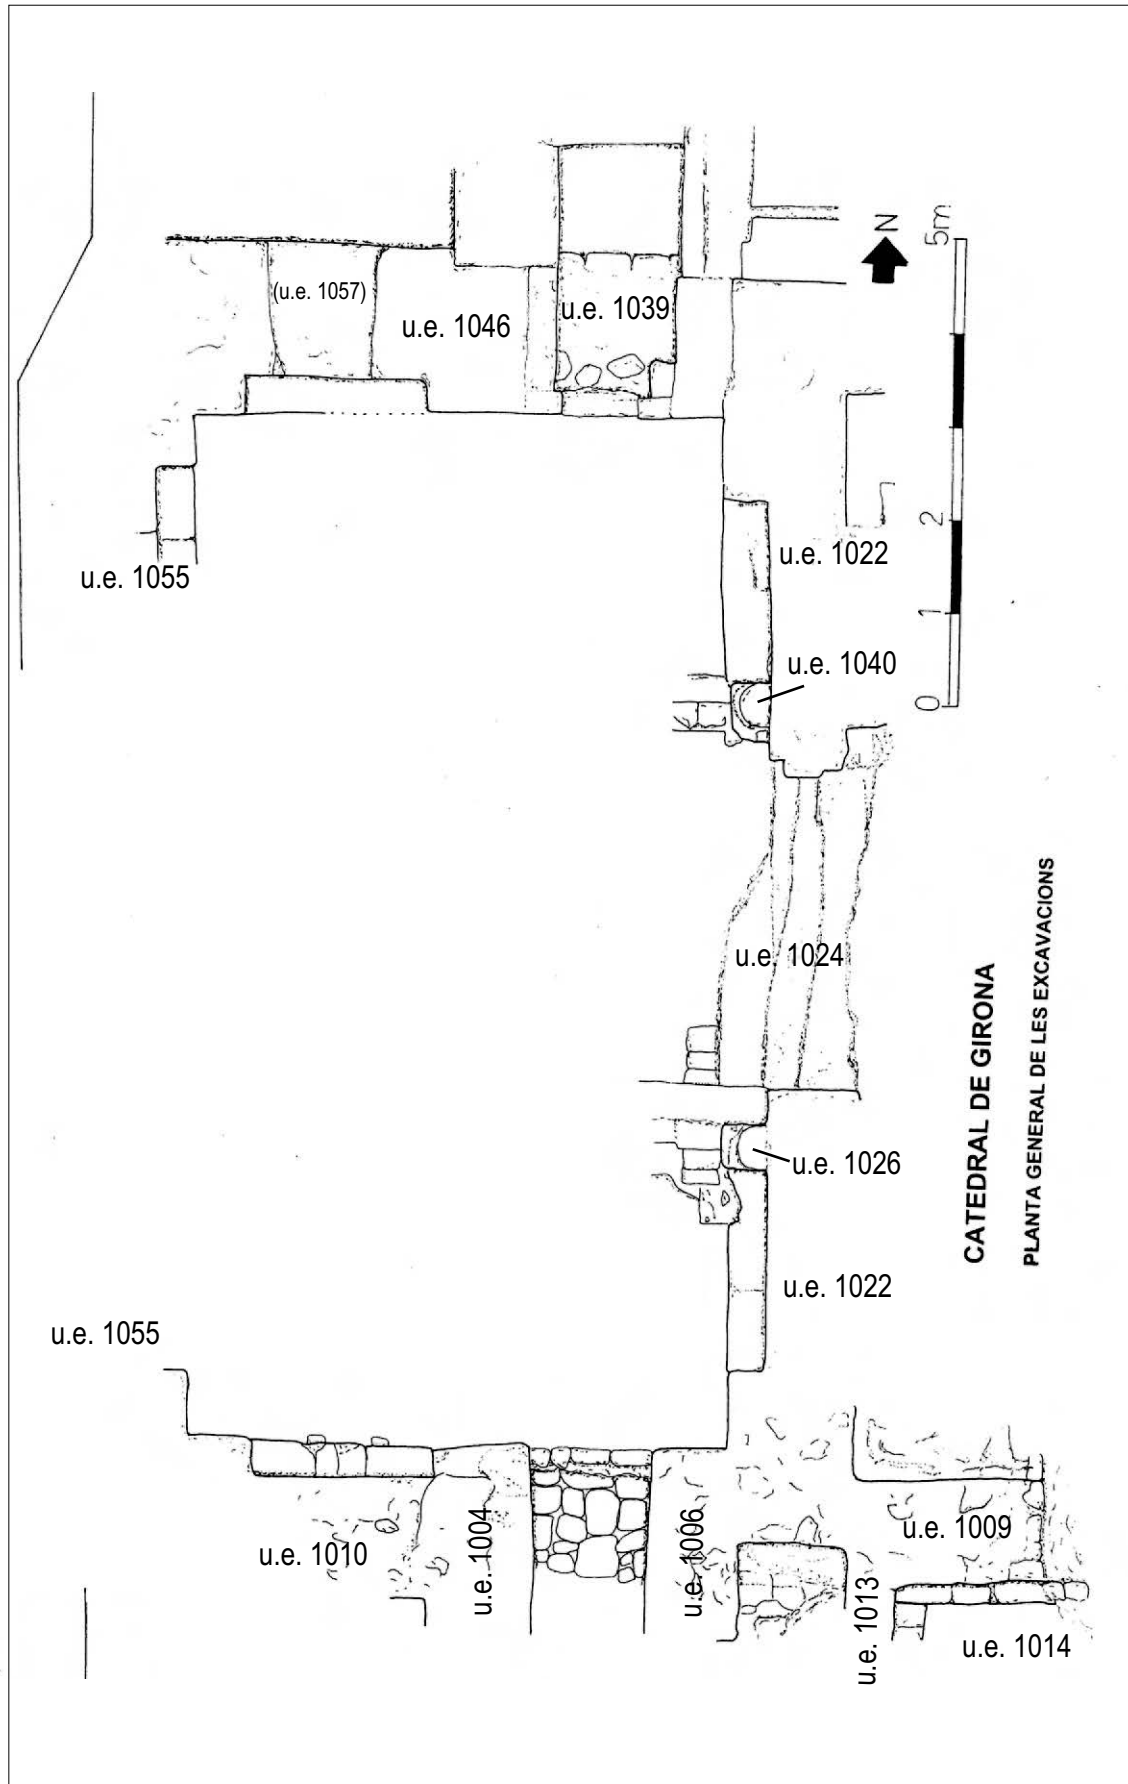 N
5m
(u.e. 1057)
u.e. 1046
u.e. 1039
2
u.e. 1022
u.e. 1055
1
u.e. 1040
0
u.e. 1024
CATEDRAL DE GIRONA
PLANTA GENERAL DE LES EXCAVACIONS
u.e. 1026
u.e. 1022
u.e. 1055
u.e. 1010
u.e. 1004
u.e. 1006
u.e. 1009
u.e. 1013
u.e. 1014